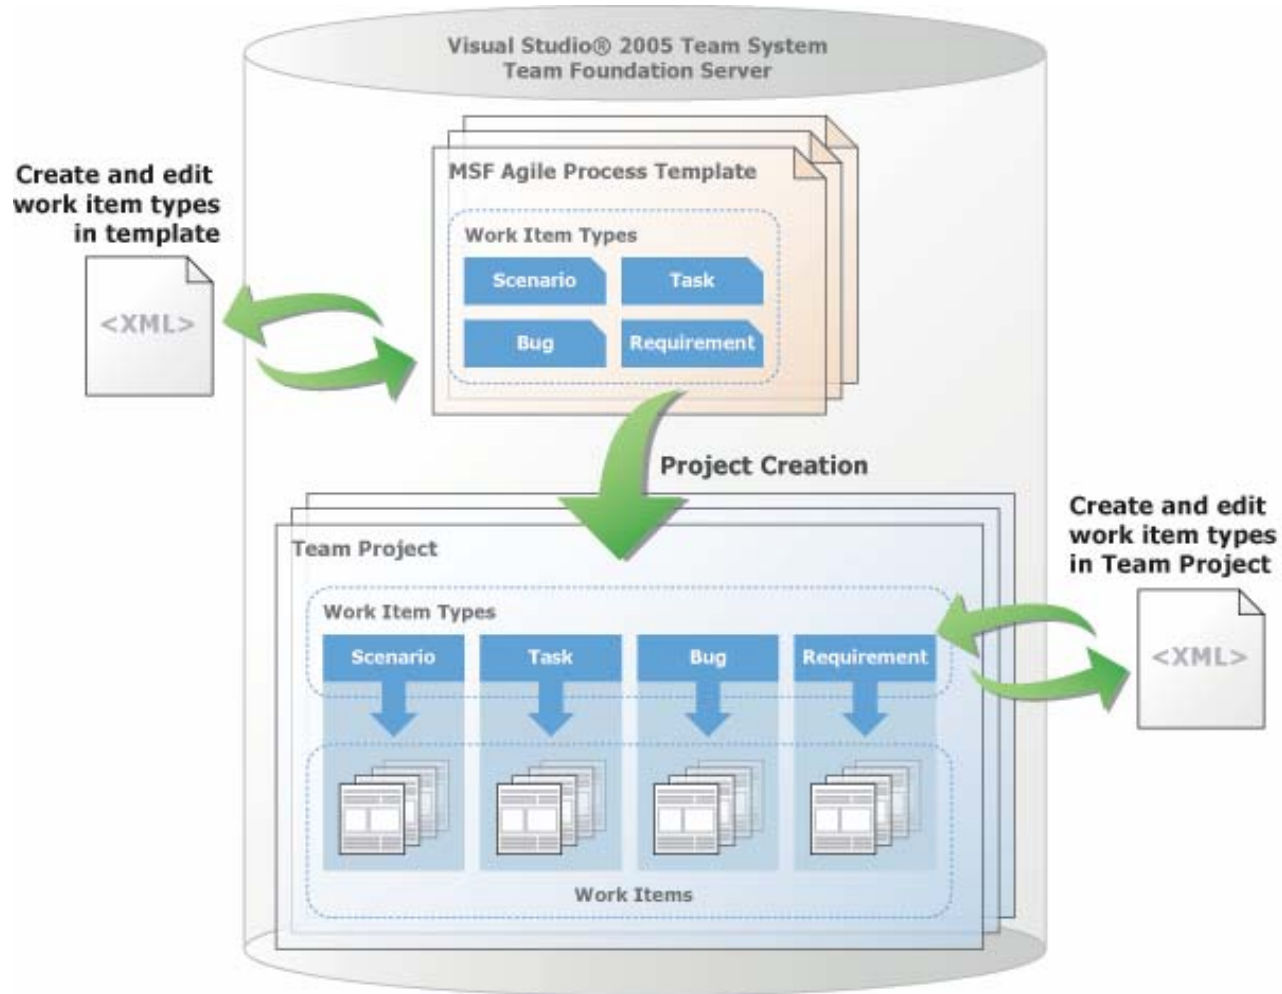 Visual Studio® 2005 Team System
Team Foundation Server
Create and edit
work item types
in template
<XML>
MSF Agile Process Template
Work Item Types
Scenario
Task
Bug
Requirement
Project Creation
Create and edit
work item types
in Team Project
<XML>
Team Project
Work Item Types
Scenario
Task
Bug
Requirement
Work Items